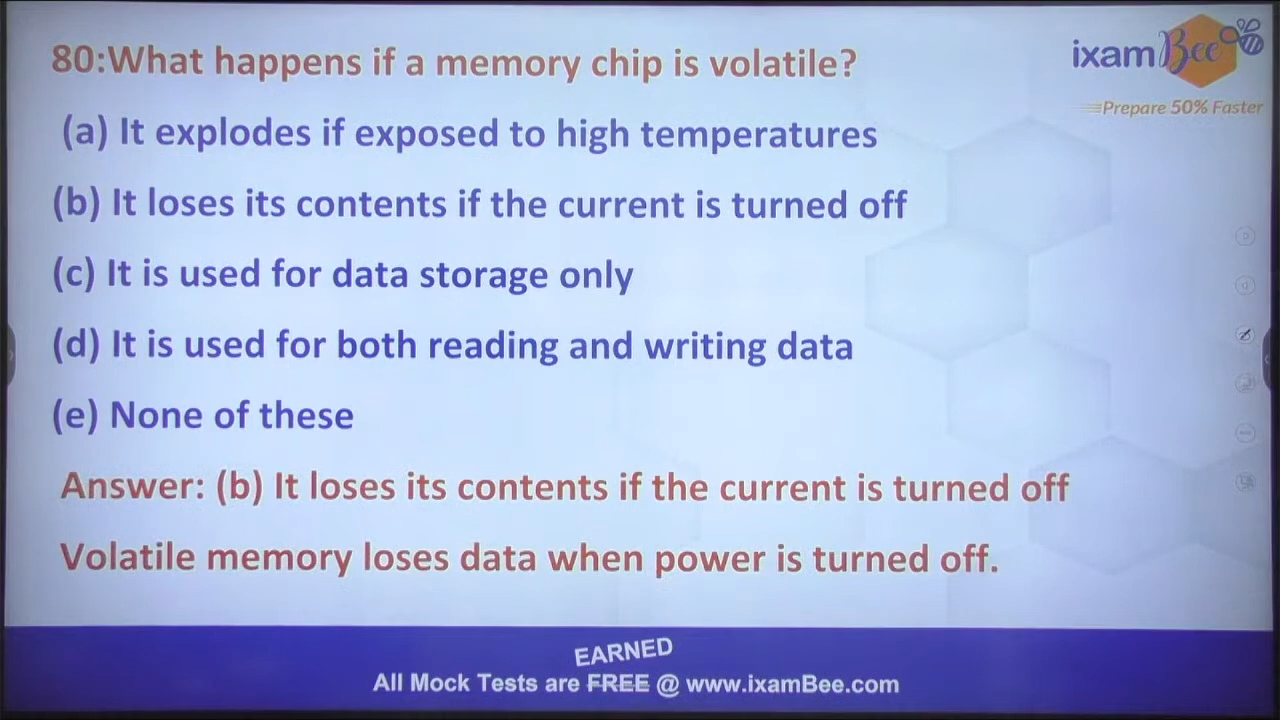 80:What happens if a memory chip is volatile?
ixamBee
Prepare 50% Faster
(a) It explodes if exposed to high temperatures
(b) It loses its contents if the current is turned off
(c) It is used for data storage only
(d) It is used for both reading and writing data
(e) None of these
Answer: (b) It loses its contents if the current is turned off
Volatile memory loses data when power is turned off.
EARNED
All Mock Tests are FREE @ www.ixamBee.com